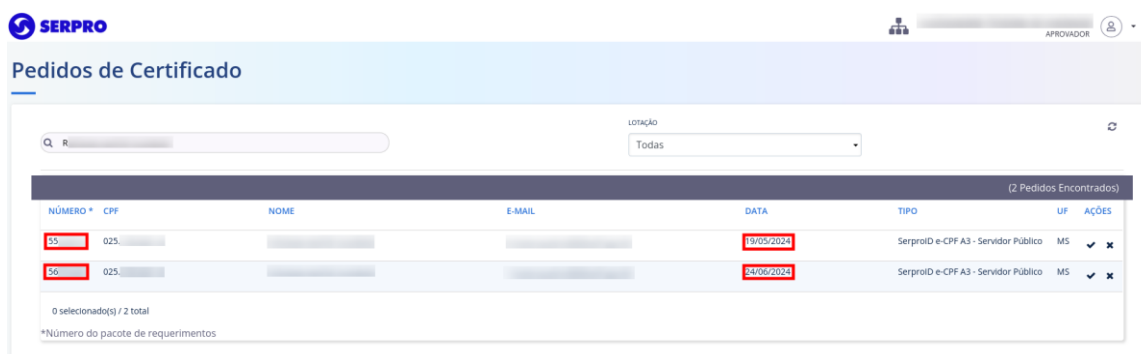 SERPRO
APROVADOR
Pedidos de Certificado
LOTAÇÃO
R
Todas
(2 Pedidos Encontrados)
NÚMERO * CPF NOME E-MAIL DATA TIPO UF AÇÕES
55 025. 19/05/2024 SerproID e-CPF A3 - Servidor Público MS
56 025. 24/06/2024 SerproID e-CPF A3 - Servidor Público MS
0 selecionado(s) / 2 total
*Número do pacote de requerimentos